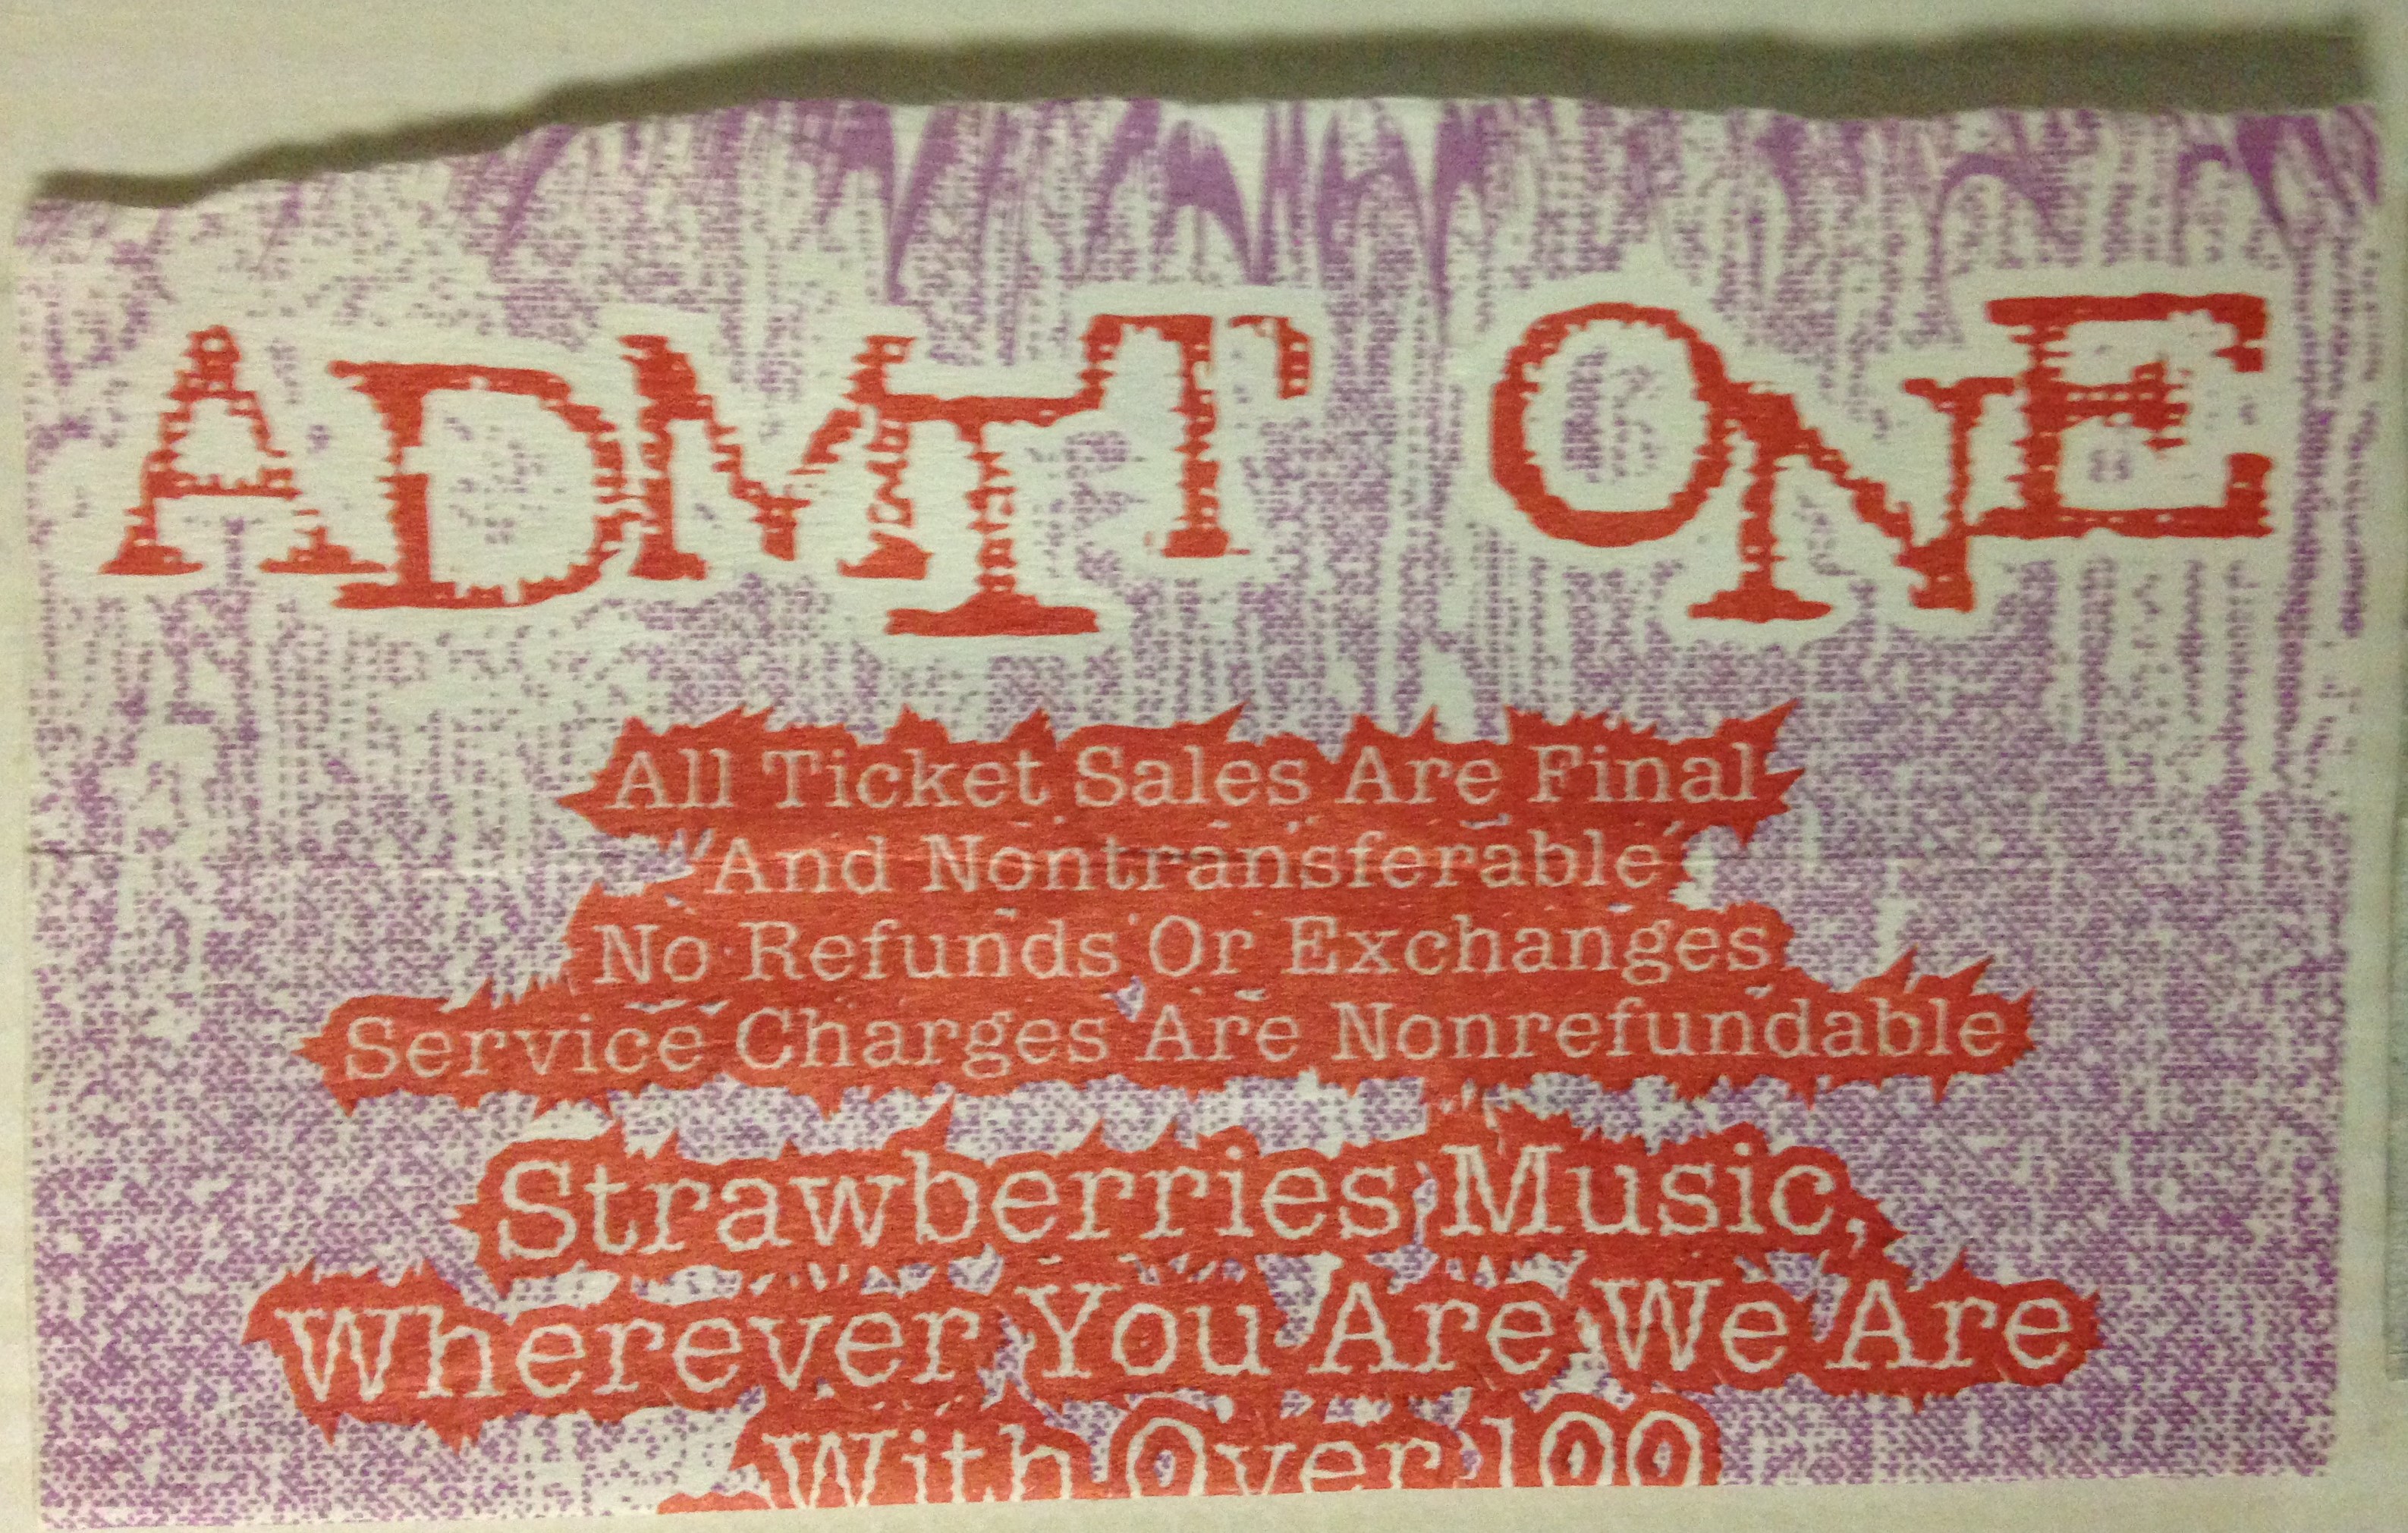 ADMIT ONE
All Ticket Sales Are Final
And Nontransferable
No Refunds Or Exchanges
Service Charges Are Nonrefundable
Strawberries Music,
Wherever You Are We Are
With Over 100